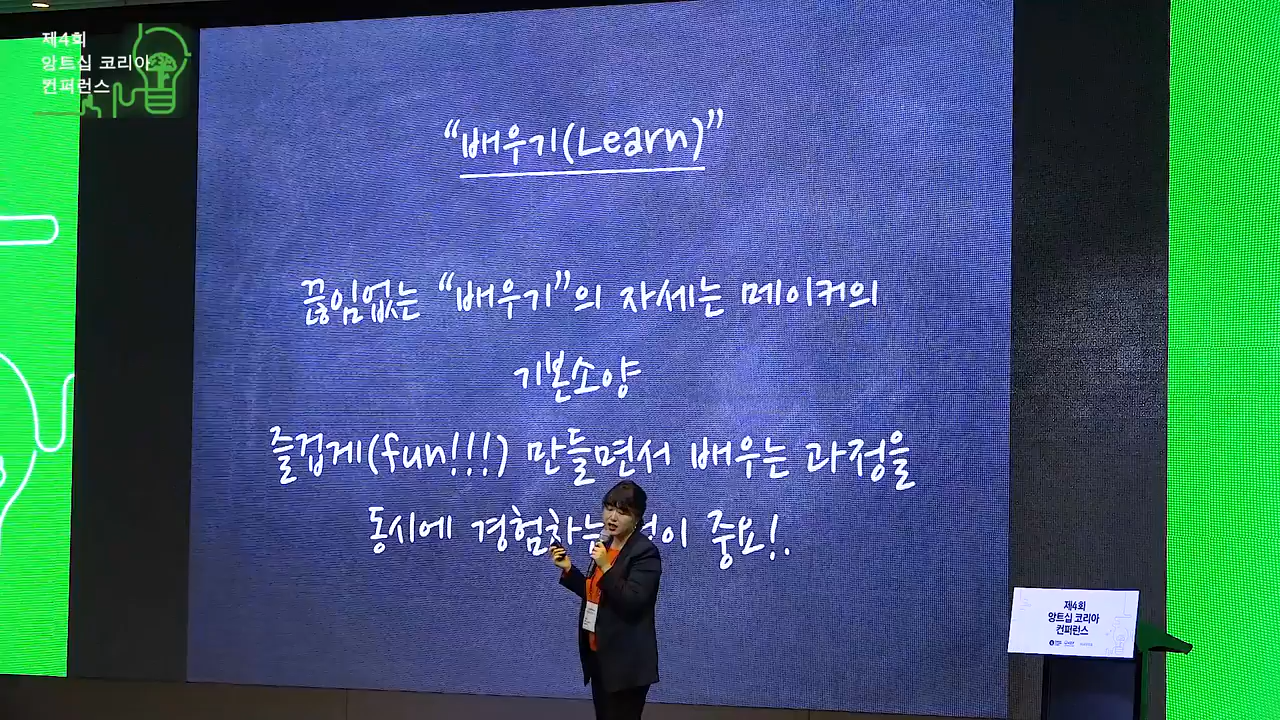 제4회
앙트십 코리아
컨퍼런스
“배우기(Learn)”
끊임없는 “배우기”의 자세는 메이커의
기본소양
즐겁게(fun!!!) 만들면서 배우는 과정을
동시에 경험하는 이 중요!.
제4회
앙트십 코리아
컨퍼런스